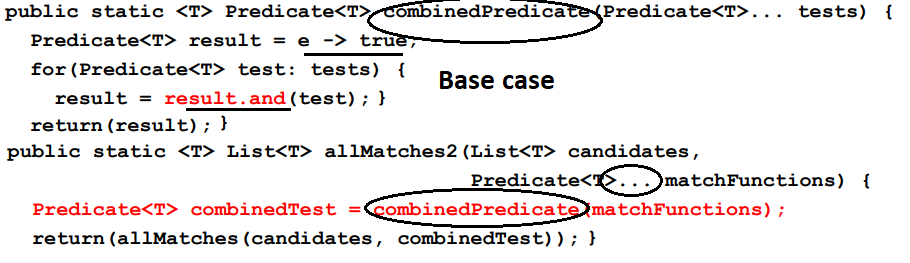 public static <T> Predicate<T> combinedPredicate(Predicate<T>... tests) {
Predicate<T> result = e -> true;
for(Predicate<T> test: tests) {
Base case
result = result.and(test); }
return(result); }
public static <T> List<T> allMatches2(List<T> candidates,
Predicate<T>... matchFunctions) {
Predicate<T> combinedTest = combinedPredicate(matchFunctions);
return(allMatches(candidates, combinedTest)); }